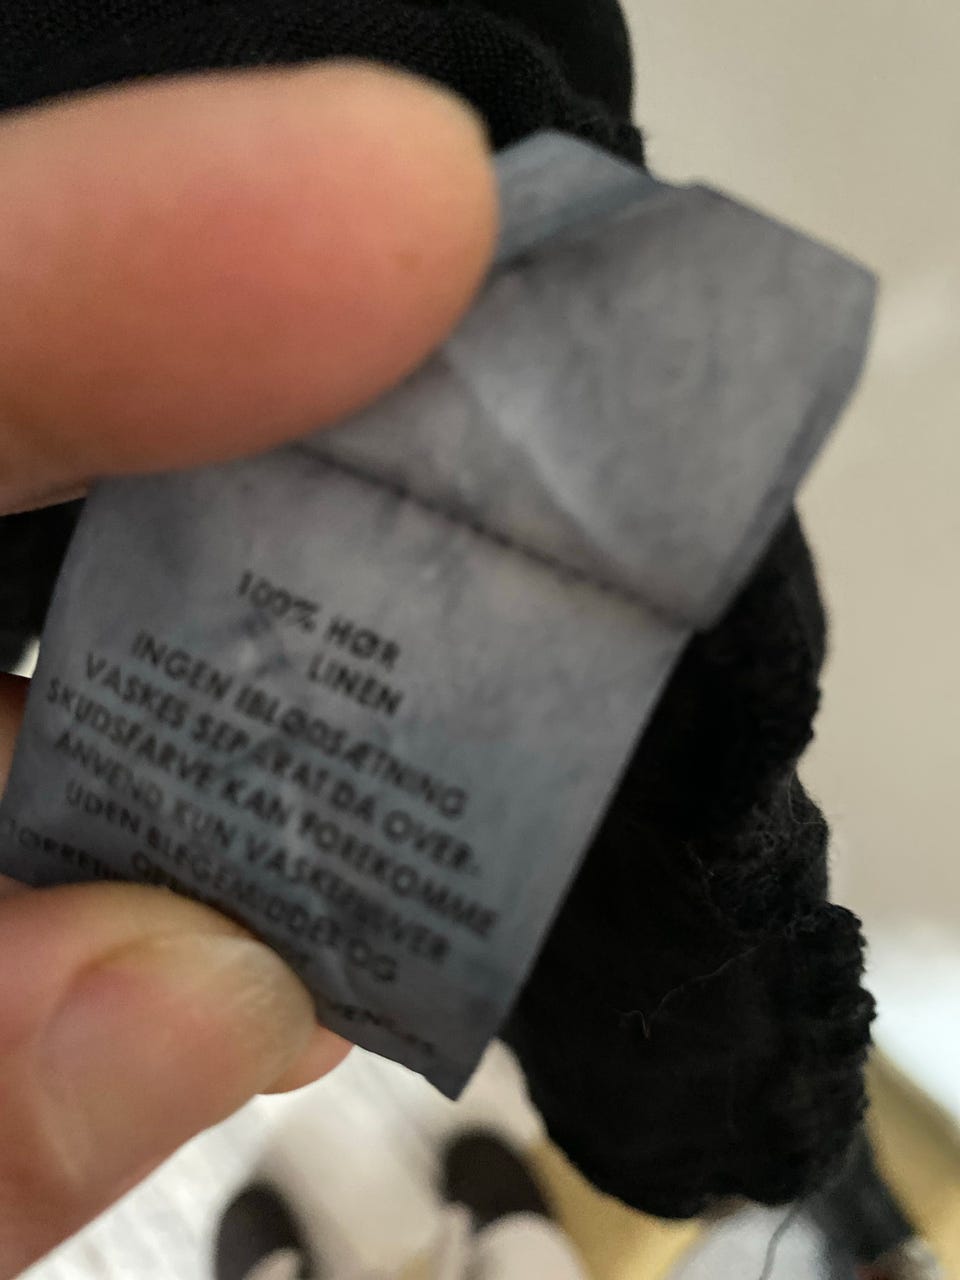 100% HØR
LINEN
INGEN IBLØDSÆTNING
VASKES SEPARAT DA OVER-
SKUDSFARVE KAN FOREKOMME
ANVEND KUN VASKEPULVER
UDEN BLEGEMIDDEL OG